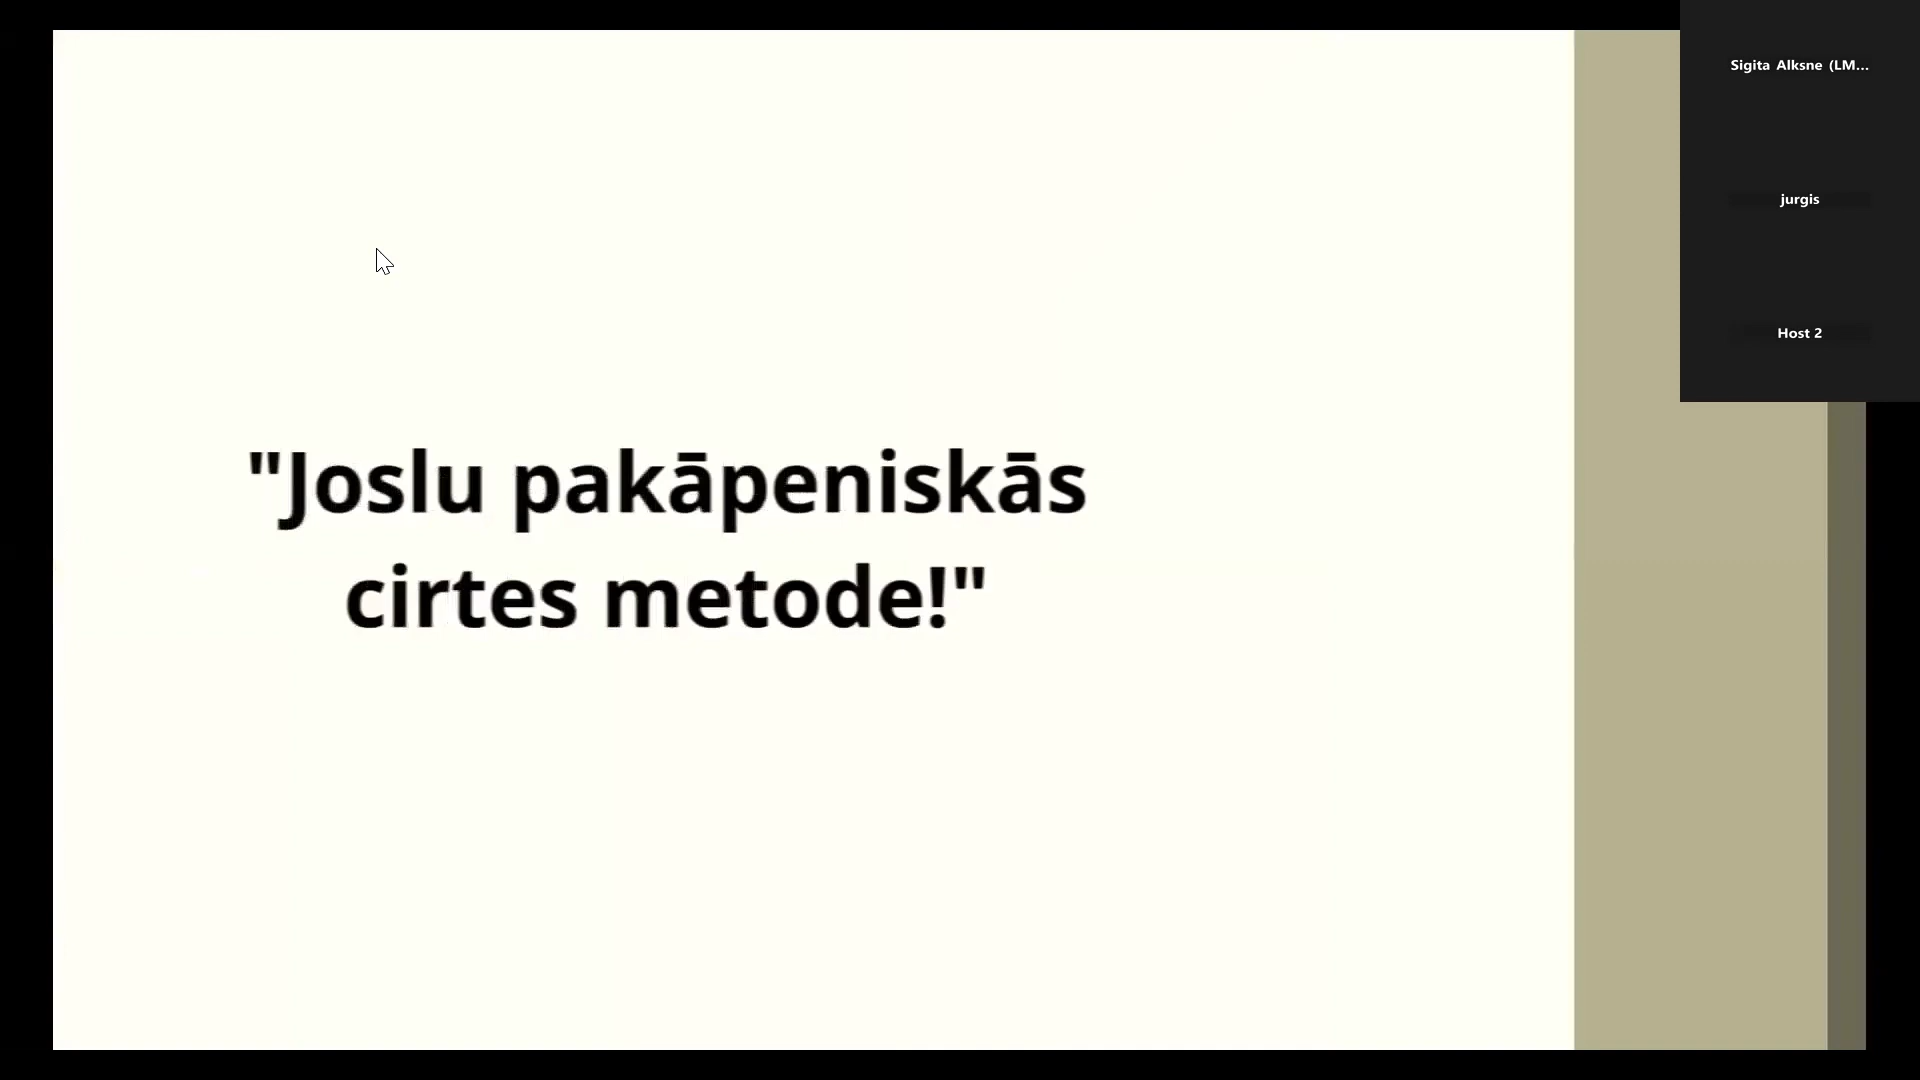 Sigita Alksne (LM...
jurgis
Host 2
"Joslu pakāpeniskās
cirtes metode!"